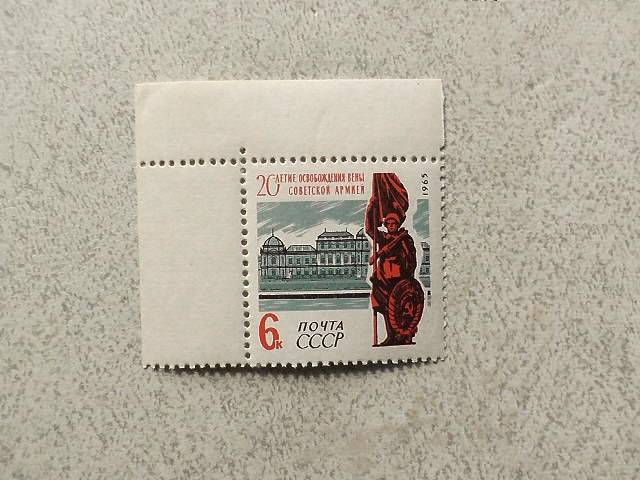 20 ЛЕТИЕ ОСВОБОЖДЕНИЯ ВЕНЫ
СОВЕТСКОЙ АРМИЕЙ
1965
6к
ПОЧТА
СССР